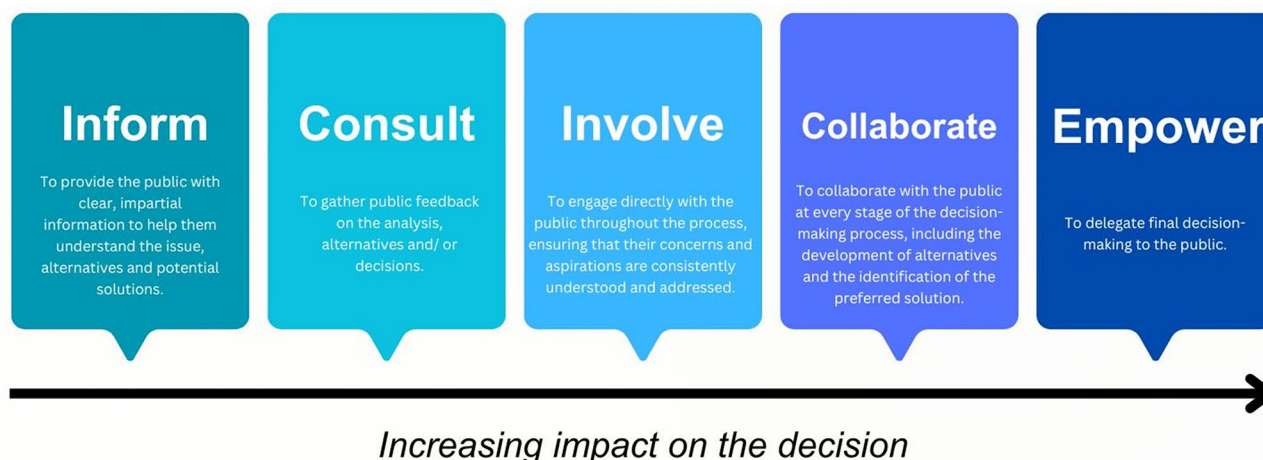 Inform
To provide the public with
clear, impartial
information to help them
understand the issue,
alternatives and potential
solutions.
Consult
To gather public feedback
on the analysis,
alternatives and/ or
decisions.
Involve
To engage directly with the
public throughout the process,
ensuring that their concerns and
aspirations are consistently
understood and addressed.
Collaborate
To collaborate with the public
at every stage of the decision-
making process, including the
development of alternatives
and the identification of the
preferred solution.
Empower
To delegate final decision-
making to the public.
Increasing impact on the decision